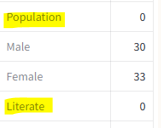 Population 0
Male 30
Female 33
Literate 0